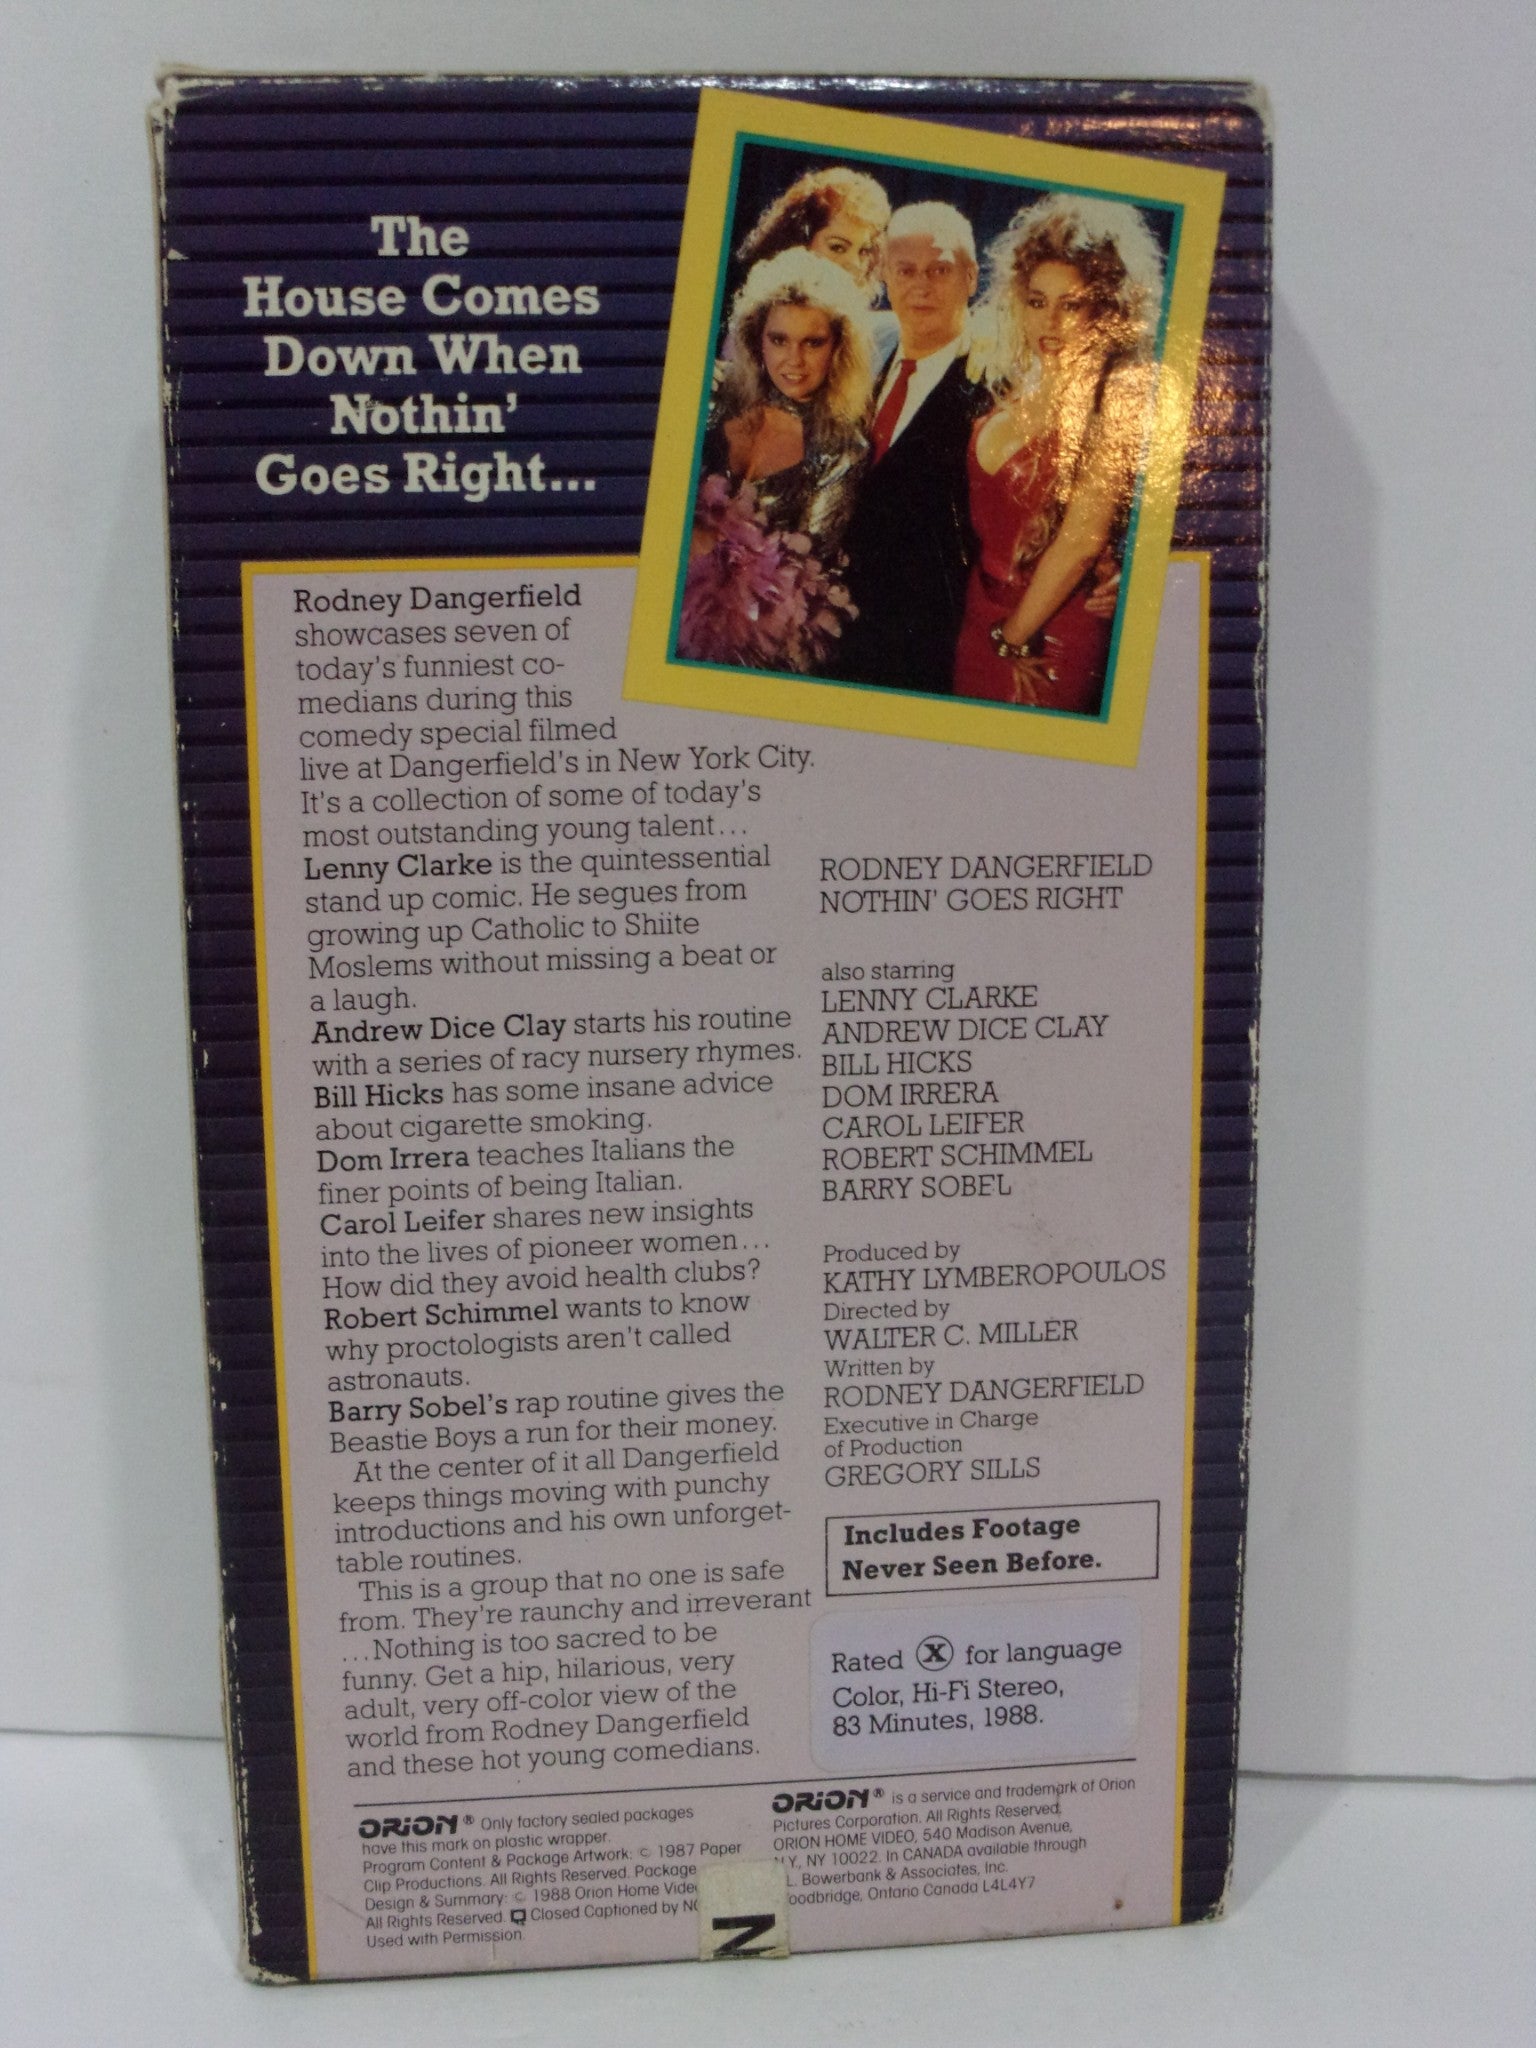 The
House Comes
Down When
Nothin'
Goes Right...
Rodney Dangerfield
showcases seven of
today's funniest co-
medians during this
comedy special filmed
live at Dangerfield's in New York City.
It's a collection of some of today's
most outstanding young talent...
Lenny Clarke is the quintessential
stand up comic. He segues from
growing up Catholic to Shiite
Moslems without missing a beat or
a laugh.
Andrew Dice Clay starts his routine
with a series of racy nursery rhymes.
Bill Hicks has some insane advice
about cigarette smoking.
Dom Irrera teaches Italians the
finer points of being Italian.
Carol Leifer shares new insights
into the lives of pioneer women...
How did they avoid health clubs?
Robert Schimmel wants to know
why proctologists aren't called
astronauts.
Barry Sobel's rap routine gives the
Beastie Boys a run for their money.
At the center of it all Dangerfield
keeps things moving with punchy
introductions and his own unforget-
table routines.
This is a group that no one is safe
from. They're raunchy and irreverant
...Nothing is too sacred to be
funny. Get a hip, hilarious, very
adult, very off-color view of the
world from Rodney Dangerfield
and these hot young comedians.
RODNEY DANGERFIELD
NOTHIN' GOES RIGHT
also starring
LENNY CLARKE
ANDREW DICE CLAY
BILL HICKS
DOM IRRERA
CAROL LEIFER
ROBERT SCHIMMEL
BARRY SOBEL
Produced by
KATHY LYMBEROPOULOS
Directed by
WALTER C. MILLER
Written by
RODNEY DANGERFIELD
Executive in Charge
of Production
GREGORY SILLS
Includes Footage
Never Seen Before.
Rated X for language
Color, Hi-Fi Stereo,
83 Minutes, 1988.
ORION® Only factory sealed packages
have this mark on plastic wrapper.
Program Content & Package Artwork: © 1987 Paper
Clip Productions. All Rights Reserved. Package
Design & Summary: © 1988 Orion Home
All Rights Reserved. Closed Captioned by
Used with Permission.
ORION® is a service and trademark of Orion
Pictures Corporation. All Rights Reserved.
ORION HOME VIDEO, 540 Madison Avenue,
NY 10022. In CANADA available through
Bowerbank & Associates, Inc.
Ontario Canada L4L4Y7
N